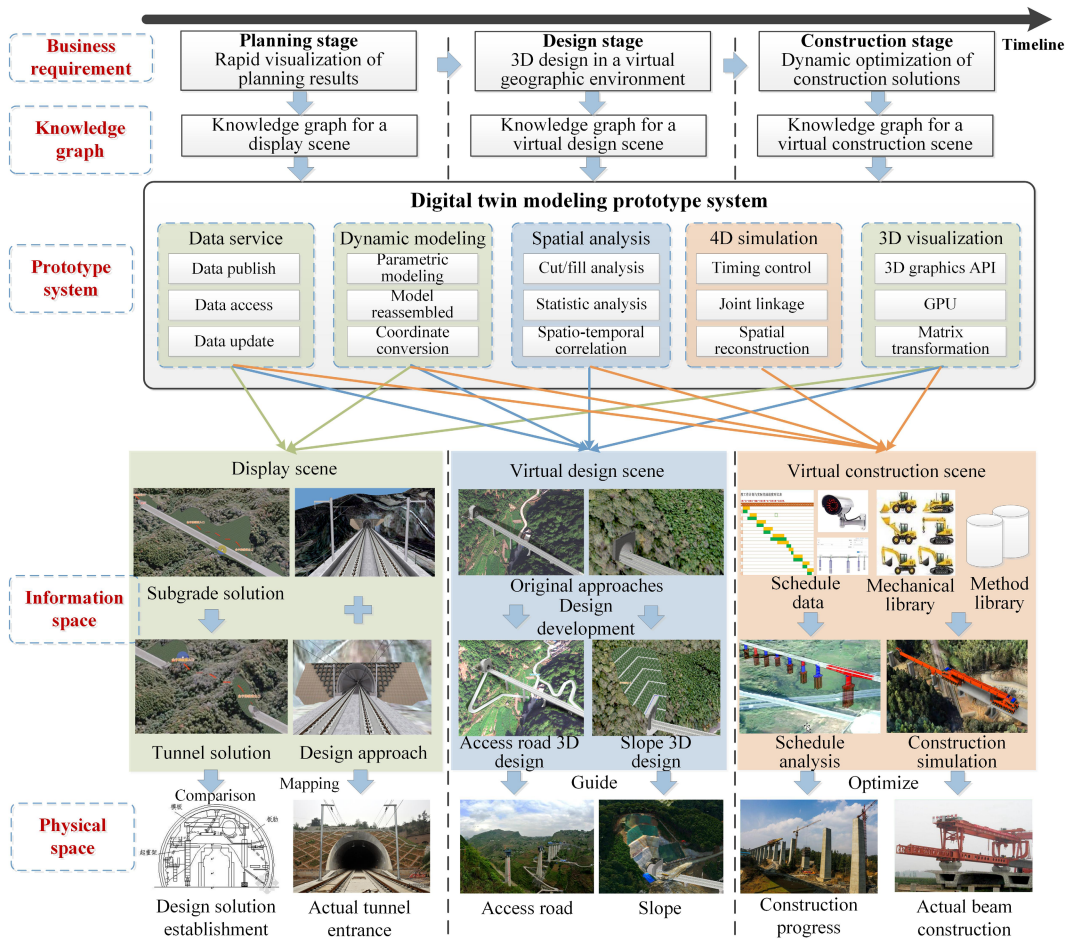 Timeline
Business
requirement
Planning stage
Rapid visualization of
planning results
Design stage
3D design in a virtual
geographic environment
Construction stage
Dynamic optimization of
construction solutions
Knowledge
graph
Knowledge graph for a
display scene
Knowledge graph for a
virtual design scene
Knowledge graph for a
virtual construction scene
Digital twin modeling prototype system
Prototype
system
Data service
Data publish
Data access
Data update
Dynamic modeling
Parametric
modeling
Model
reassembled
Coordinate
conversion
Spatial analysis
Cut/fill analysis
Statistic analysis
Spatio-temporal
correlation
4D simulation
Timing control
Joint linkage
Spatial
reconstruction
3D visualization
3D graphics API
GPU
Matrix
transformation
Information
space
Display scene
Subgrade solution
Tunnel solution
Design approach
Virtual design scene
Original approaches
Design
development
Access road 3D
design
Slope 3D
design
Virtual construction scene
Schedule
data
Mechanical
library
Method
library
Schedule
analysis
Construction
simulation
Mapping
Guide
Optimize
Physical
space
Comparison
模板
Design solution
establishment
Actual tunnel
entrance
Access road
Slope
Construction
progress
Actual beam
construction